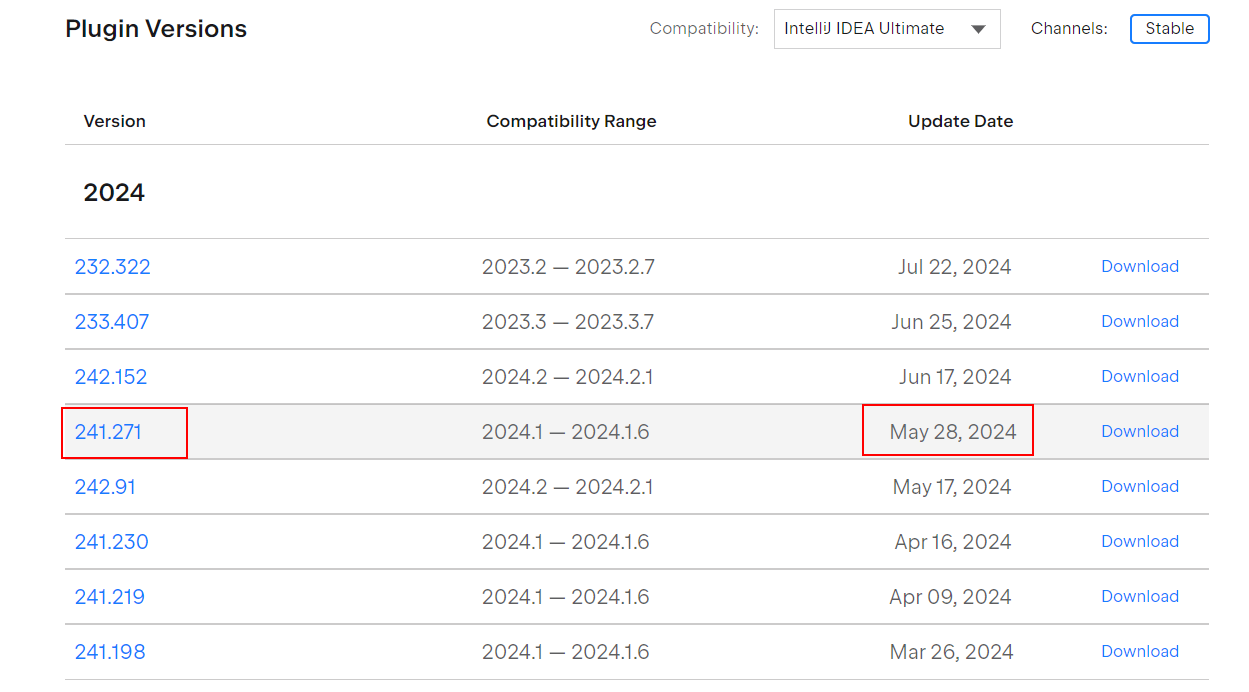 Plugin Versions Compatibility: IntelliJ IDEA Ultimate Channels: Stable
Version Compatibility Range Update Date
2024
232.322 2023.2 — 2023.2.7 Jul 22, 2024 Download
233.407 2023.3 — 2023.3.7 Jun 25, 2024 Download
242.152 2024.2 — 2024.2.1 Jun 17, 2024 Download
241.271 2024.1 — 2024.1.6 May 28, 2024 Download
242.91 2024.2 — 2024.2.1 May 17, 2024 Download
241.230 2024.1 — 2024.1.6 Apr 16, 2024 Download
241.219 2024.1 — 2024.1.6 Apr 09, 2024 Download
241.198 2024.1 — 2024.1.6 Mar 26, 2024 Download